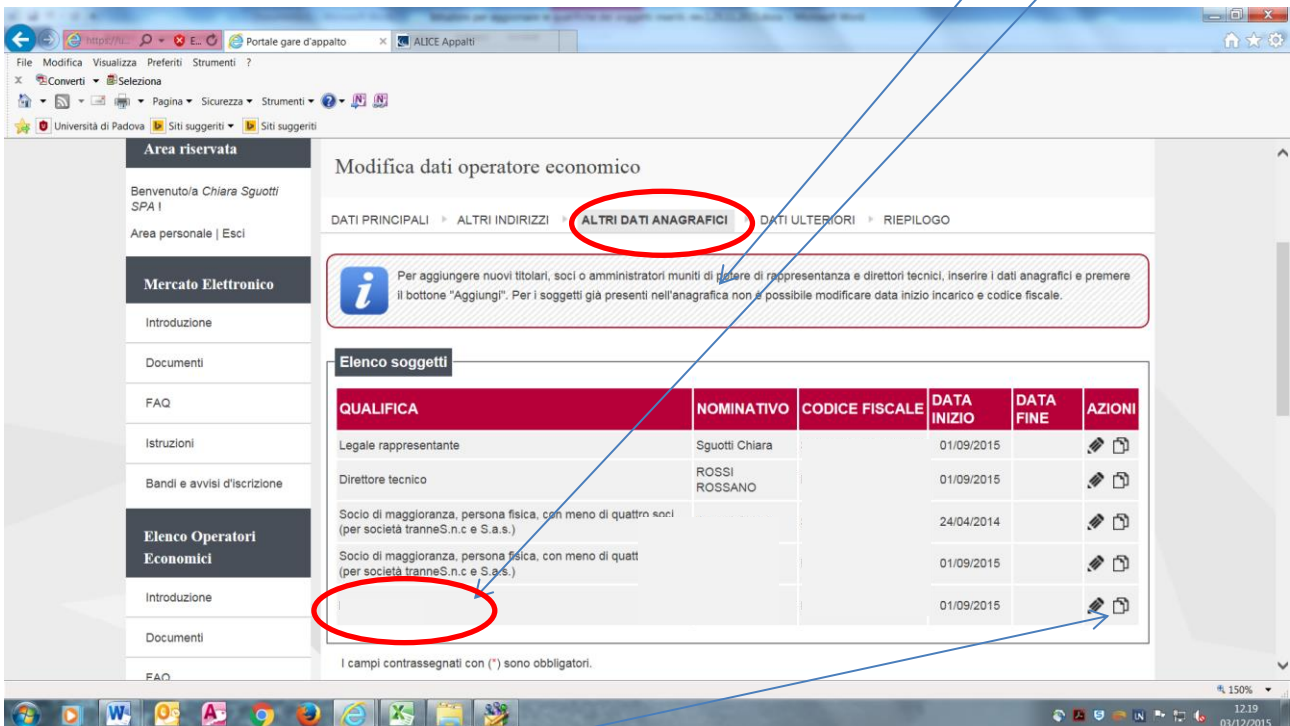 https://u...
E...
Portale gare d'appalto
ALICE Appalti
File Modifica Visualizza Preferiti Strumenti ?
x Converti Seleziona
Pagina Sicurezza Strumenti
Università di Padova Siti suggeriti Siti suggeriti
Area riservata
Benvenuto/a Chiara Sguotti
SPA !
Area personale | Esci
Mercato Elettronico
Introduzione
Documenti
FAQ
Istruzioni
Bandi e avvisi d'iscrizione
Elenco Operatori
Economici
Introduzione
Documenti
FAQ
Modifica dati operatore economico
DATI PRINCIPALI ALTRI INDIRIZZI ALTRI DATI ANAGRAFICI DATI ULTERIORI RIEPILOGO
Per aggiungere nuovi titolari, soci o amministratori muniti di potere di rappresentanza e direttori tecnici, inserire i dati anagrafici e premere
il bottone "Aggiungi". Per i soggetti già presenti nell'anagrafica non è possibile modificare data inizio incarico e codice fiscale.
Elenco soggetti
QUALIFICA NOMINATIVO CODICE FISCALE DATA INIZIO DATA FINE AZIONI
Legale rappresentante Sguotti Chiara 01/09/2015
Direttore tecnico ROSSI ROSSANO 01/09/2015
Socio di maggioranza, persona fisica, con meno di quattro soci
(per società tranneS.n.c e S.a.s.) 24/04/2014
Socio di maggioranza, persona fisica, con meno di quatt
(per società tranneS.n.c e S.a.s.) 01/09/2015
01/09/2015
I campi contrassegnati con (*) sono obbligatori.
150%
12.19
03/12/2015